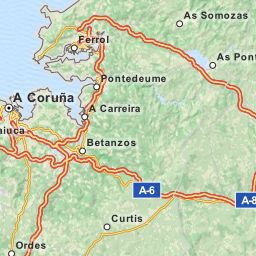 As Somozas
Ferrol
As Pont
Pontedeume
A Coruña
A Carreira
aiuca
Betanzos
A-6
A-8
Curtis
Ordes